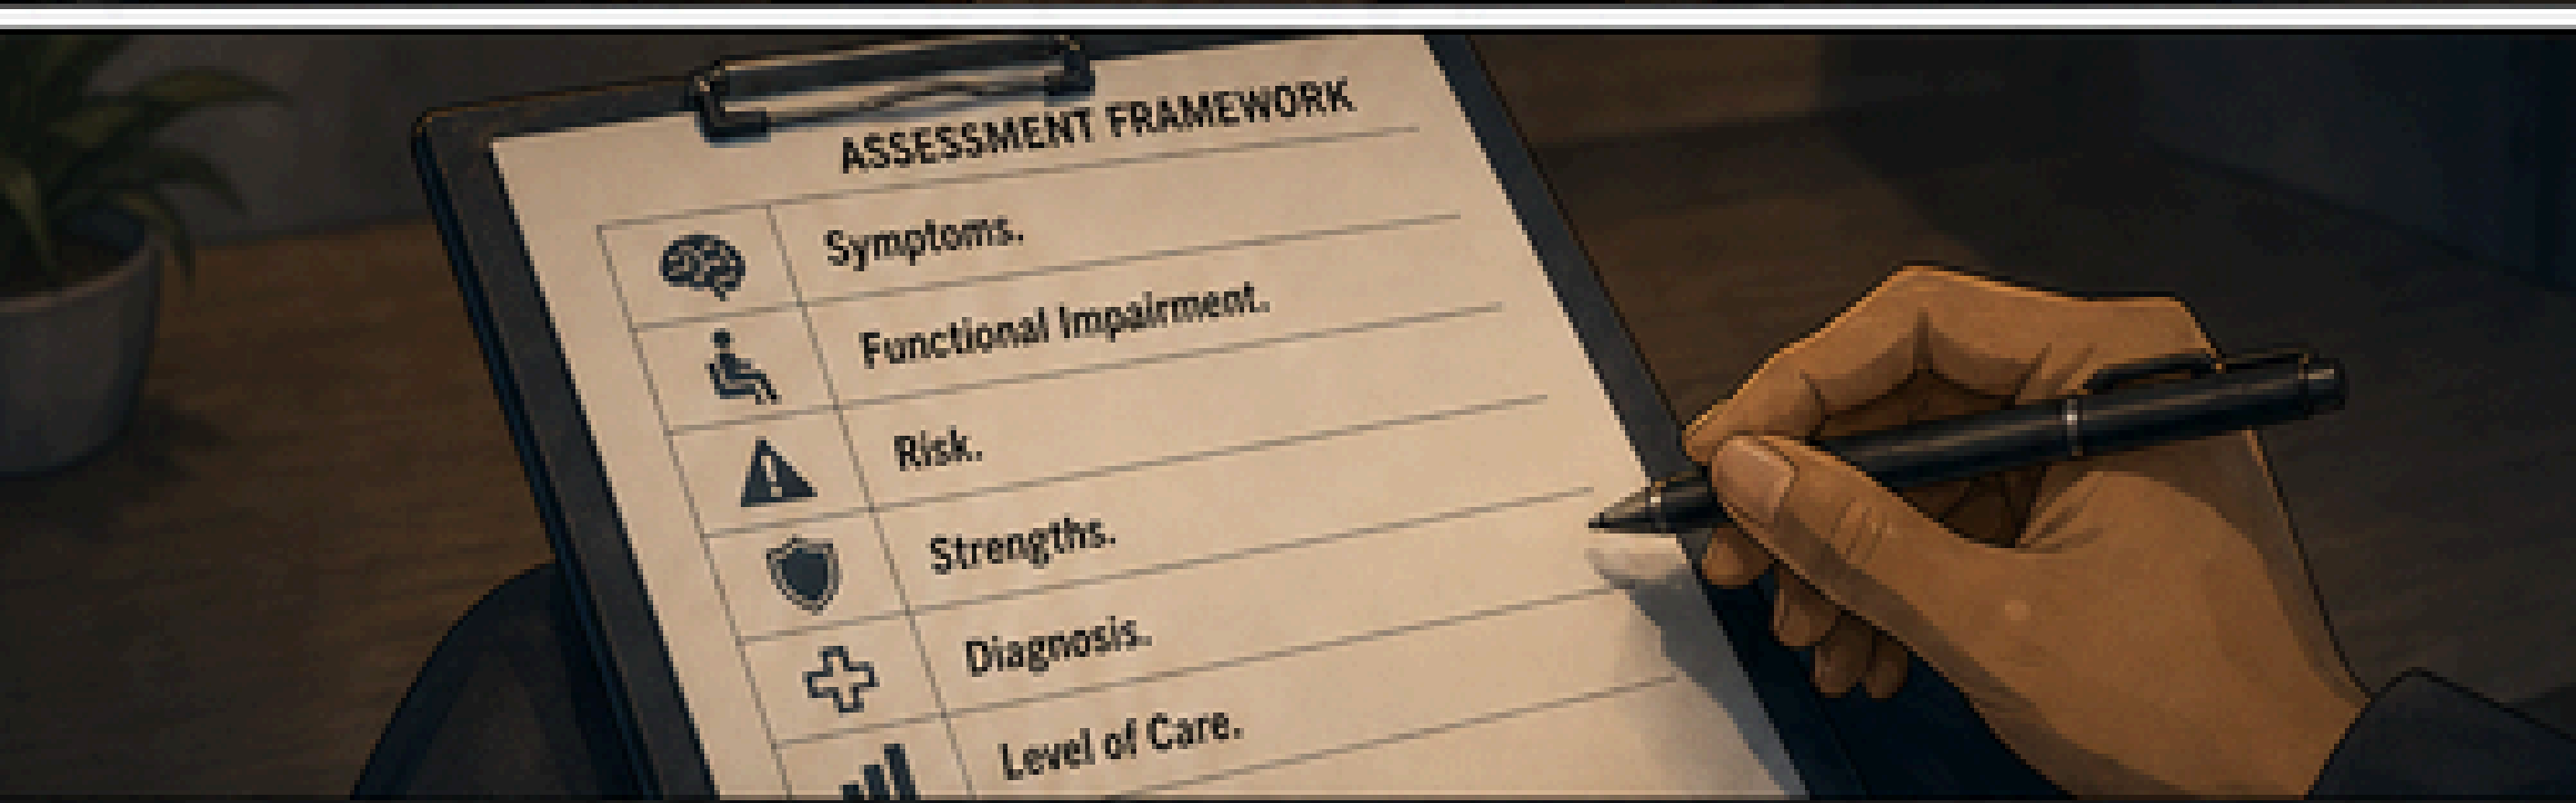 ASSESSMENT FRAMEWORK
Symptoms.
Functional Impairment.
Risk.
Strengths.
Diagnosis.
Level of Care.